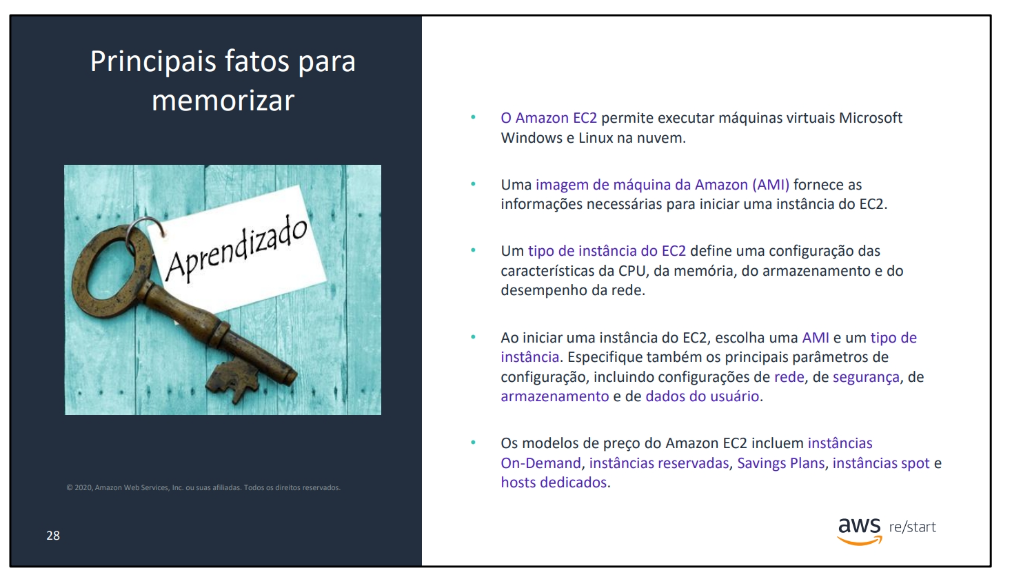 Principais fatos para
memorizar
Aprendizado
© 2020, Amazon Web Services, Inc. ou suas afiliadas. Todos os direitos reservados.
28
• O Amazon EC2 permite executar máquinas virtuais Microsoft
Windows e Linux na nuvem.
• Uma imagem de máquina da Amazon (AMI) fornece as
informações necessárias para iniciar uma instância do EC2.
• Um tipo de instância do EC2 define uma configuração das
características da CPU, da memória, do armazenamento e do
desempenho da rede.
• Ao iniciar uma instância do EC2, escolha uma AMI e um tipo de
instância. Especifique também os principais parâmetros de
configuração, incluindo configurações de rede, de segurança, de
armazenamento e de dados do usuário.
• Os modelos de preço do Amazon EC2 incluem instâncias
On-Demand, instâncias reservadas, Savings Plans, instâncias spot e
hosts dedicados.
aws re/start